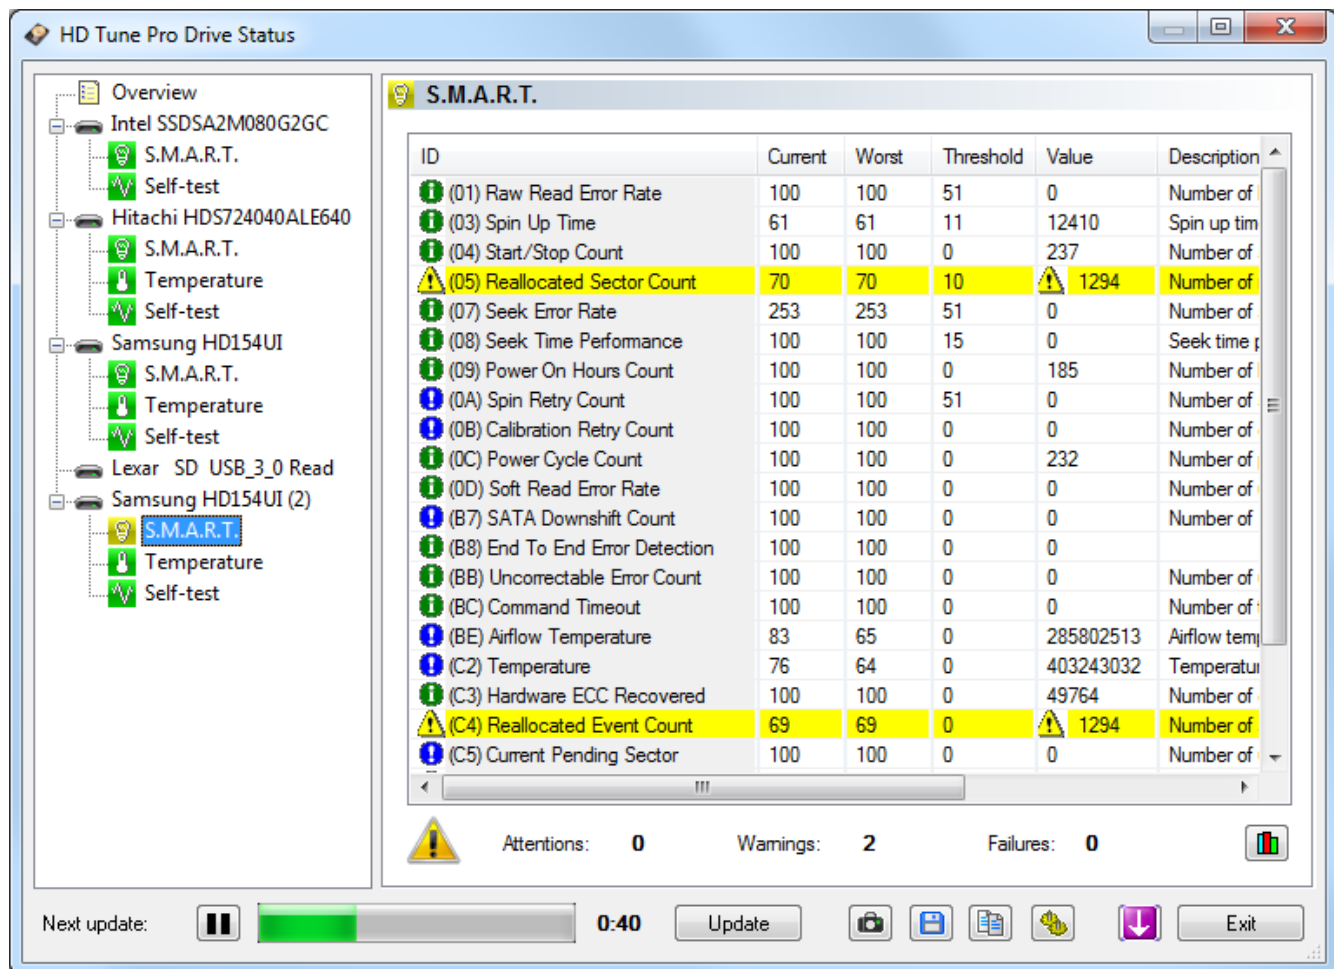 HD Tune Pro Drive Status
Overview
Intel SSDSA2M080G2GC
S.M.A.R.T.
Self-test
Hitachi HDS724040ALE640
S.M.A.R.T.
Temperature
Self-test
Samsung HD154UI
S.M.A.R.T.
Temperature
Self-test
Lexar SD USB_3_0 Read
Samsung HD154UI (2)
S.M.A.R.T.
Temperature
Self-test
S.M.A.R.T.
ID Current Worst Threshold Value Description
(01) Raw Read Error Rate 100 100 51 0 Number of
(03) Spin Up Time 61 61 11 12410 Spin up tim
(04) Start/Stop Count 100 100 0 237 Number of
(05) Reallocated Sector Count 70 70 10 1294 Number of
(07) Seek Error Rate 253 253 51 0 Number of
(08) Seek Time Performance 100 100 15 0 Seek time
(09) Power On Hours Count 100 100 0 185 Number of
(0A) Spin Retry Count 100 100 51 0 Number of
(0B) Calibration Retry Count 100 100 0 0 Number of
(0C) Power Cycle Count 100 100 0 232 Number of
(0D) Soft Read Error Rate 100 100 0 0 Number of
(B7) SATA Downshift Count 100 100 0 0 Number of
(B8) End To End Error Detection 100 100 0 0
(BB) Uncorrectable Error Count 100 100 0 0 Number of
(BC) Command Timeout 100 100 0 0 Number of
(BE) Airflow Temperature 83 65 0 285802513 Airflow tem
(C2) Temperature 76 64 0 403243032 Temperatu
(C3) Hardware ECC Recovered 100 100 0 49764 Number of
(C4) Reallocated Event Count 69 69 0 1294 Number of
(C5) Current Pending Sector 100 100 0 0 Number of
Attentions: 0 Warnings: 2 Failures: 0
Next update: 0:40 Update Exit